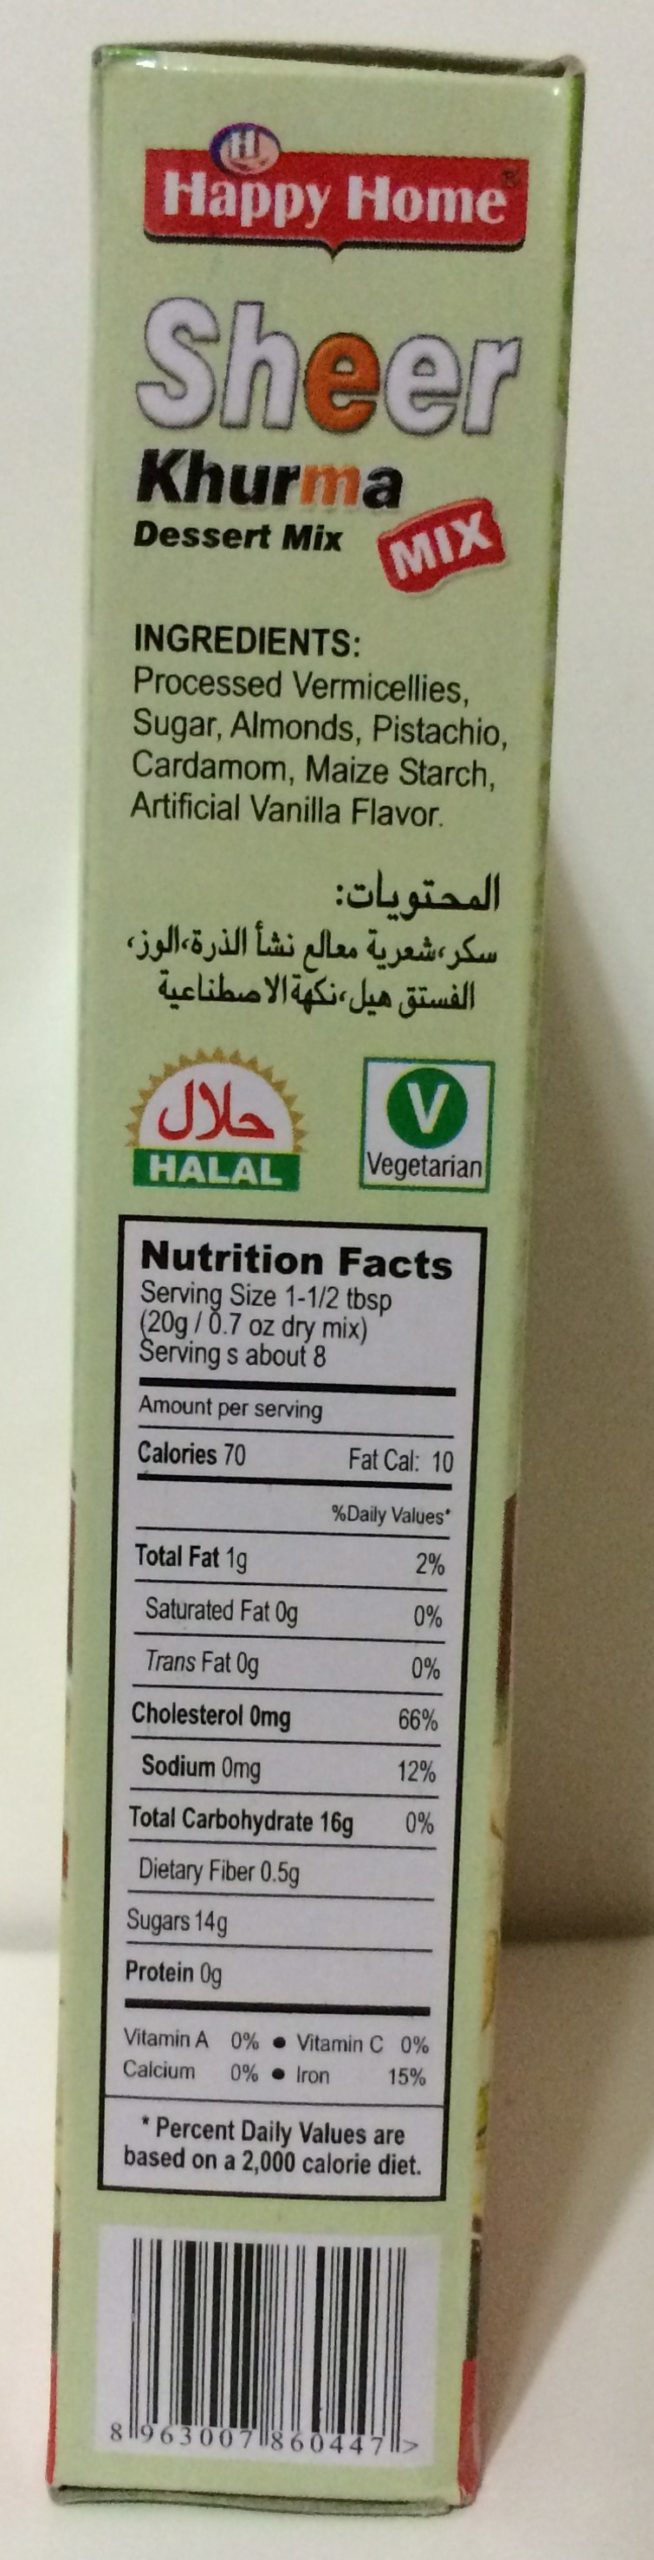 H
Happy Home®
Sheer
Khurma
Dessert Mix
MIX
INGREDIENTS:
Processed Vermicellies,
Sugar, Almonds, Pistachio,
Cardamom, Maize Starch,
Artificial Vanilla Flavor.
المحتويات:
سكر،شعرية معالع نشأ الذرة،الوز،
الفستق هيل،نكهة الاصطناعية
حلال
HALAL
V
Vegetarian
Nutrition Facts
Serving Size 1-1/2 tbsp
(20g / 0.7 oz dry mix)
Serving s about 8
Amount per serving
Calories 70 Fat Cal: 10
%Daily Values*
Total Fat 1g 2%
Saturated Fat 0g 0%
Trans Fat 0g 0%
Cholesterol 0mg 66%
Sodium 0mg 12%
Total Carbohydrate 16g 0%
Dietary Fiber 0.5g
Sugars 14g
Protein 0g
Vitamin A 0% ● Vitamin C 0%
Calcium 0% ● Iron 15%
* Percent Daily Values are
based on a 2,000 calorie diet.
8 963007 860447 >